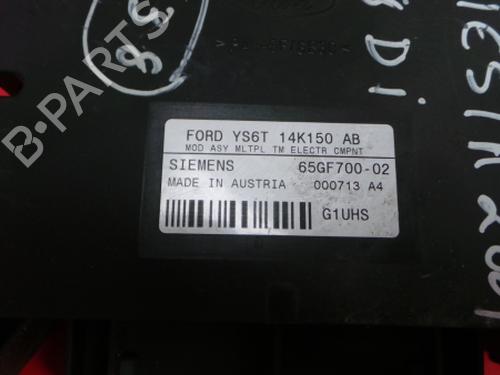 FORD YS6T 14K150 AB
MOD ASY MLTPL TM ELECTR CMPNT
SIEMENS 65GF700-02
MADE IN AUSTRIA 000713 A4
G1UHS
B-PARTS